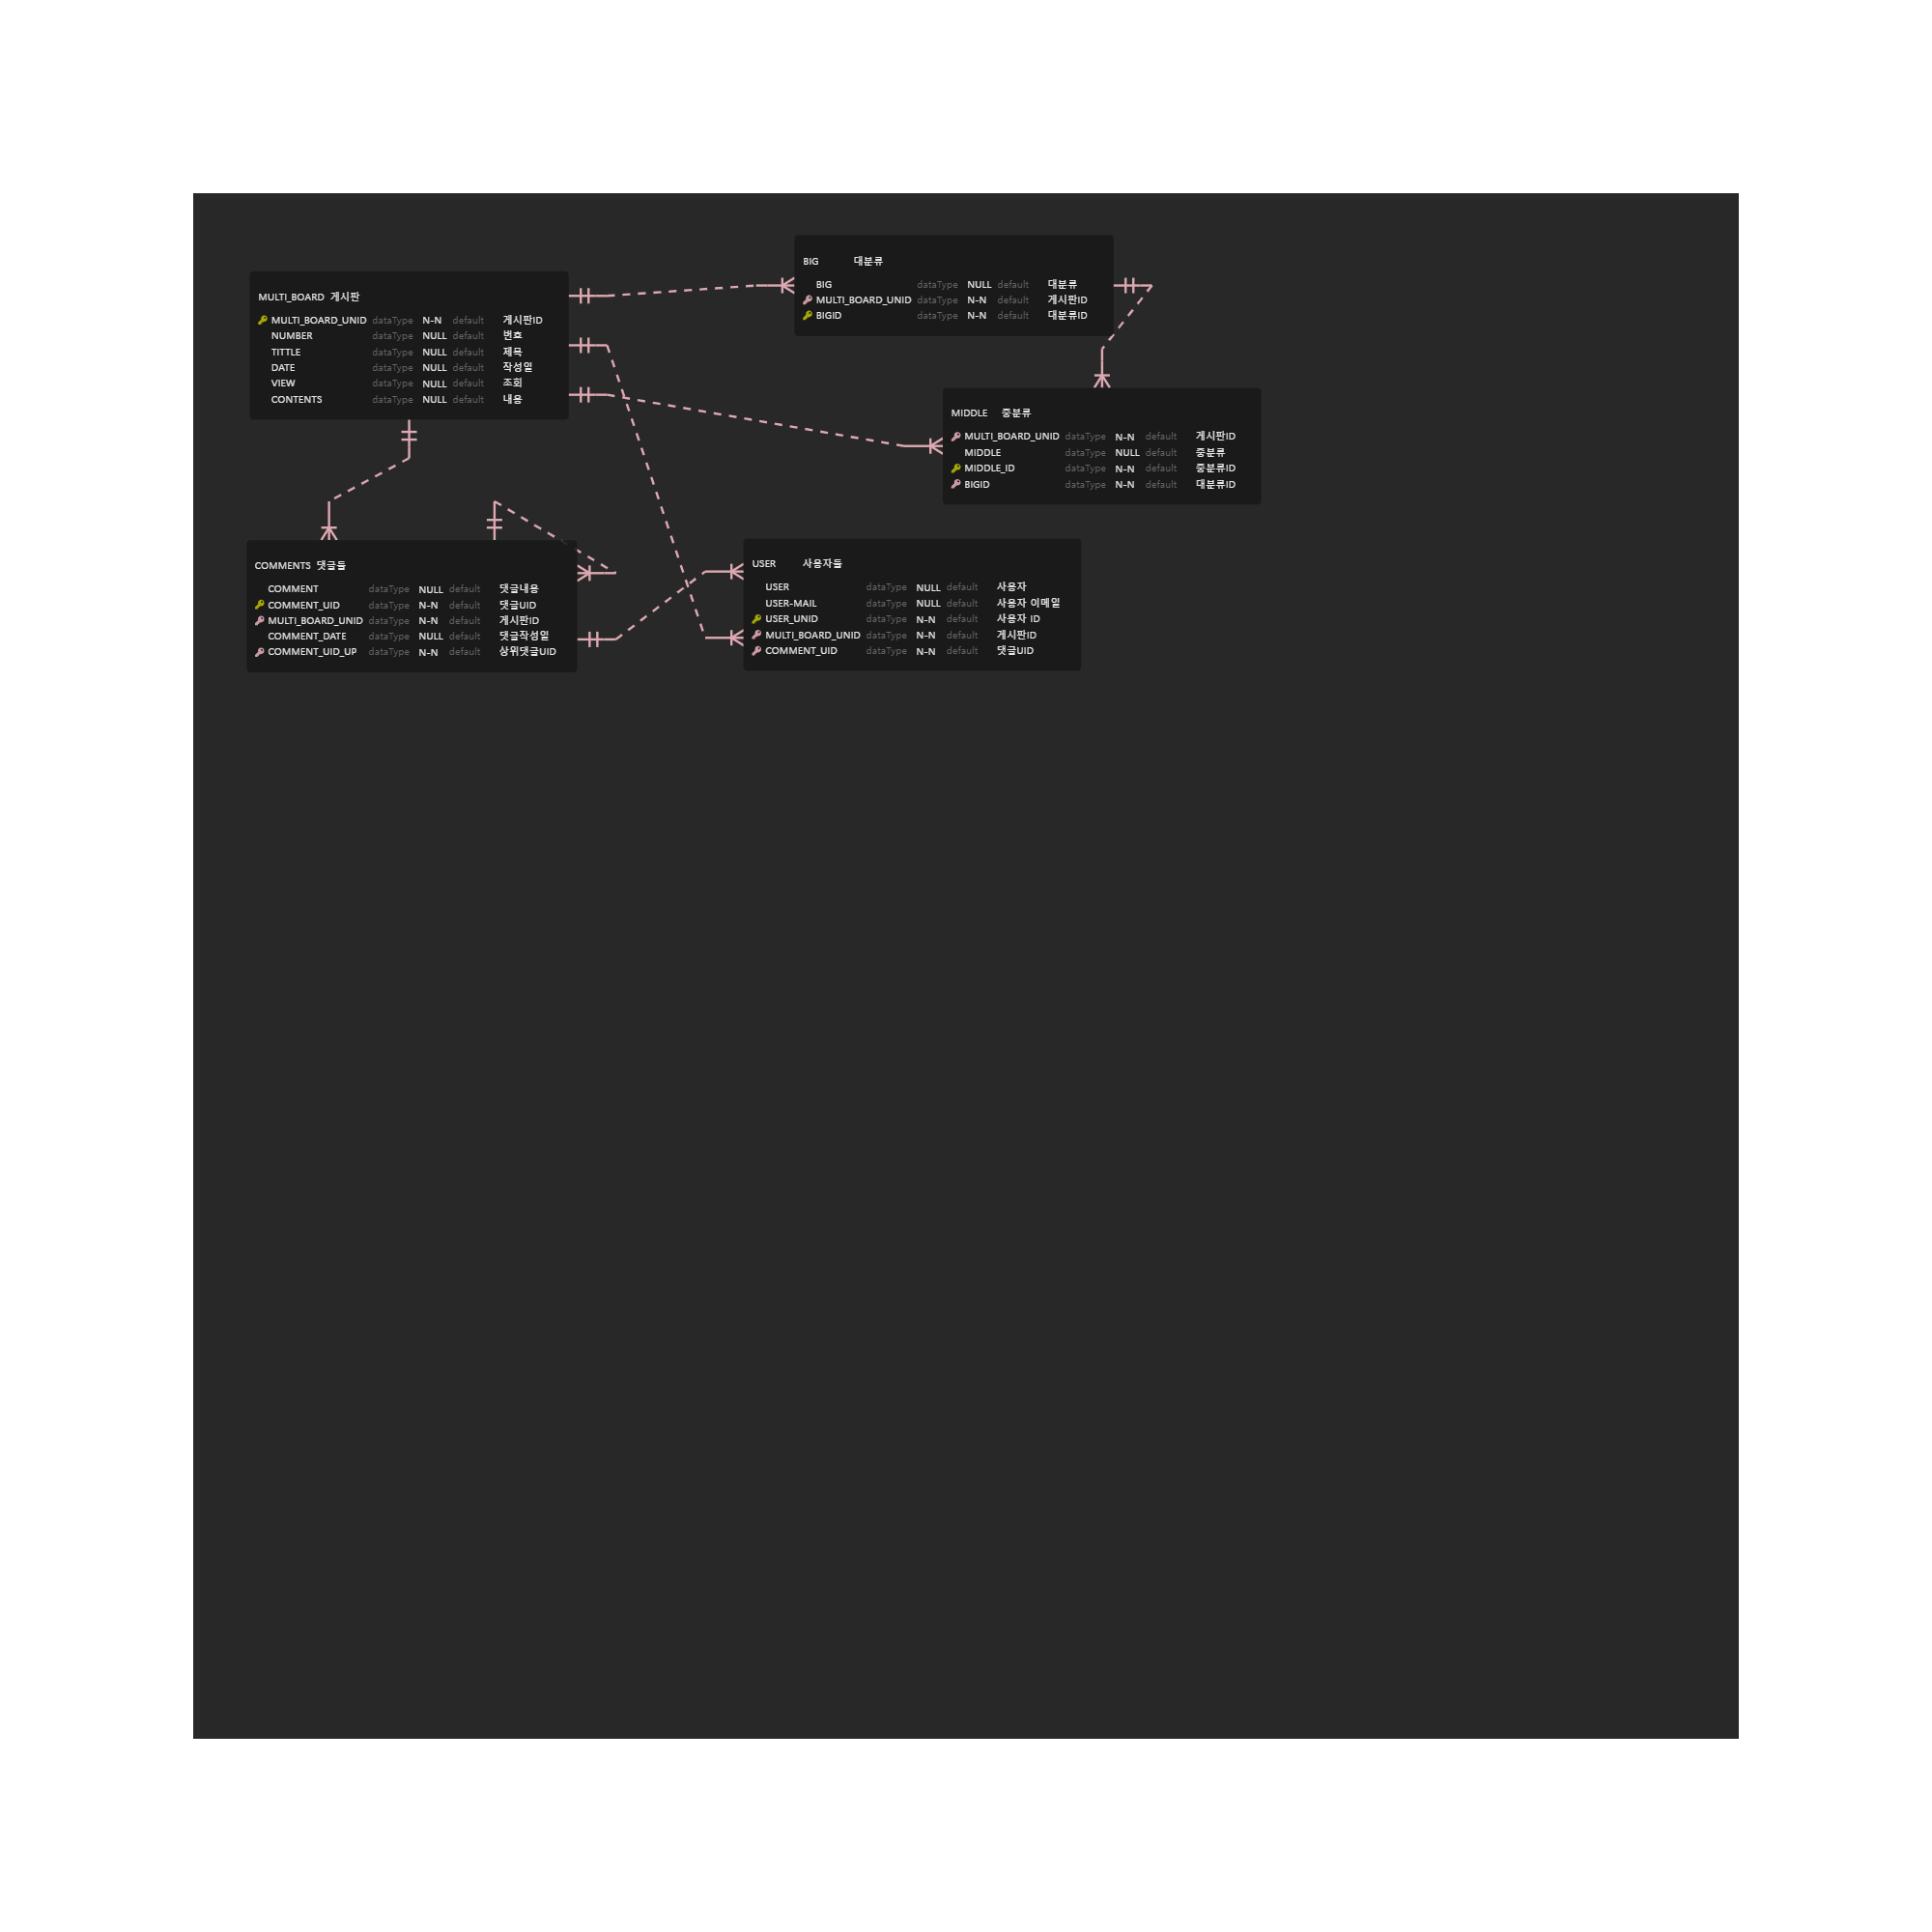 MULTI_BOARD 게시판
MULTI_BOARD_UNID dataType N-N default 게시판ID
NUMBER dataType NULL default 번호
TITTLE dataType NULL default 제목
DATE dataType NULL default 작성일
VIEW dataType NULL default 조회
CONTENTS dataType NULL default 내용
BIG 대분류
BIG dataType NULL default 대분류
MULTI_BOARD_UNID dataType N-N default 게시판ID
BIGID dataType N-N default 대분류ID
MIDDLE 중분류
MULTI_BOARD_UNID dataType N-N default 게시판ID
MIDDLE dataType NULL default 중분류
MIDDLE_ID dataType N-N default 중분류ID
BIGID dataType N-N default 대분류ID
COMMENTS 댓글들
COMMENT dataType NULL default 댓글내용
COMMENT_UID dataType N-N default 댓글UID
MULTI_BOARD_UNID dataType N-N default 게시판ID
COMMENT_DATE dataType NULL default 댓글작성일
COMMENT_UID_UP dataType N-N default 상위댓글UID
USER 사용자들
USER dataType NULL default 사용자
USER-MAIL dataType NULL default 사용자 이메일
USER_UNID dataType N-N default 사용자 ID
MULTI_BOARD_UNID dataType N-N default 게시판ID
COMMENT_UID dataType N-N default 댓글UID